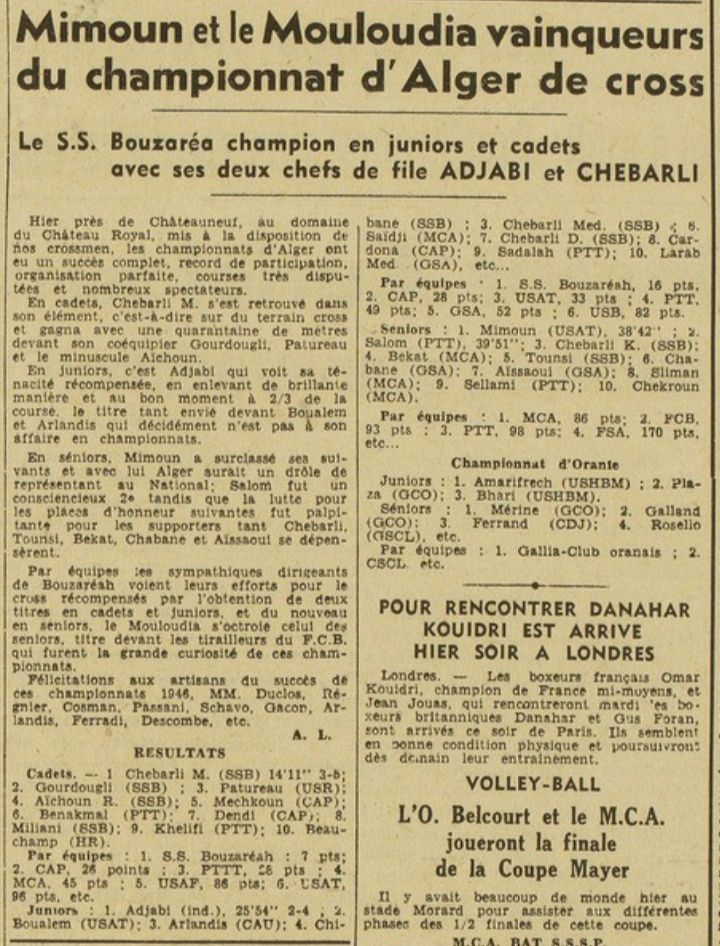 Mimoun et le Mouloudia vainqueurs
du championnat d'Alger de cross
Le S.S. Bouzaréa champion en juniors et cadets
avec ses deux chefs de file ADJABI et CHEBARLI
Hier près de Châteauneuf, au domaine
du Château Royal, mis à la disposition de
nos crossmen, les championnats d'Alger ont
eu un succès complet, record de participation,
organisation parfaite, courses très dispu-
tées et nombreux spectateurs.
En cadets, Chebarli M. s'est retrouvé dans
son élément, c'est-à-dire sur du terrain cross
et gagna avec une quarantaine de mètres
devant son coéquipier Gourdougli, Patureau
et le minuscule Aïchoun.
En juniors, c'est Adjabi qui voit sa té-
nacité récompensée, en enlevant de brillante
manière et au bon moment à 2/3 de la
course, le titre tant envié devant Boualem
et Arlandis qui décidément n'est pas à son
affaire en championnats.
En séniors, Mimoun a surclassé ses sui-
vants et avec lui Alger aurait un drôle de
représentant au National; Salom fut un
consciencieux 2e tandis que la lutte pour
les places d'honneur suivantes fut palpi-
tante pour les supporters tant Chebarli,
Tounsi, Bekat, Chabane et Aïssaoui se dépen-
sèrent.
Par équipes les sympathiques dirigeants
de Bouzaréah voient leurs efforts pour le
cross récompensés par l'obtention de deux
titres en cadets et juniors, et du nouveau
en seniors, le Mouloudia s'octroie celui des
seniors, titre devant les tirailleurs du F.C.B.
qui furent la grande curiosité de ces cham-
pionnats.
Félicitations aux artisans du succès de
ces championnats 1946, MM. Duclos, Ré-
gnier, Cosman, Passani, Schavo, Gacon, Ar-
landis, Ferradi, Descombe, etc.
A. L.
RESULTATS
Cadets. — 1 Chebarli M. (SSB) 14'11" 3-5;
2. Gourdougli (SSB) ; 3. Patureau (USR);
4. Aïchoun R. (SSB); 5. Mechkoun (CAP);
6. Benakmal (PTT); 7. Dendi (CAP); 8.
Miliani (SSB); 9. Khelifi (PTT); 10. Beau-
champ (HR).
Par équipes : 1. S.S. Bouzaréah : 7 pts;
2. CAP, 26 points ; 3. PTTT, 28 pts ; 4.
MCA, 45 pts ; 5. USAF, 86 pts; 6. USAT,
96 pts, etc.
Juniors : 1. Adjabi (ind.), 25'54" 2-4 ; 2.
Boualem (USAT); 3. Arlandis (CAU); 4. Chi-
bane (SSB) ; 3. Chebarli Med. (SSB) ; 6.
Saïdji (MCA); 7. Chebarli D. (SSB); 8. Car-
dona (CAP); 9. Sadalah (PTT); 10. Larab
Med (GSA), etc...
Par équipes : 1. S.S. Bouzaréah, 16 pts,
2. CAP, 28 pts; 3. USAT, 33 pts ; 4. PTT,
49 pts; 5. GSA, 52 pts ; 6. USB, 82 pts.
Seniors : 1. Mimoun (USAT), 38'42" ; 2.
Salom (PTT), 39'51"; 3. Chebarli K. (SSB);
4. Bekat (MCA); 5. Tounsi (SSB); 6. Cha-
bane (GSA); 7. Aïssaoui (GSA); 8. Sliman
(MCA); 9. Sellami (PTT); 10. Chekroun
(MCA).
Par équipes : 1. MCA, 86 pts; 2. FCB,
93 pts ; 3. PTT, 98 pts; 4. FSA, 170 pts,
etc...
Championnat d'Oranie
Juniors : 1. Amarifrech (USHBM) ; 2. Pla-
za (GCO); 3. Bhari (USHBM).
Séniors : 1. Mérine (GCO); 2. Galland
(GCO); 3. Ferrand (CDJ); 4. Rosello
(GSCL), etc.
Par équipes : 1. Gallia-Club oranais ; 2.
CSCL etc.
POUR RENCONTRER DANAHAR
KOUIDRI EST ARRIVE
HIER SOIR A LONDRES
Londres. — Les boxeurs français Omar
Kouidri, champion de France mi-moyens, et
Jean Jouas, qui rencontreront mardi les bo-
xeurs britanniques Danahar et Gus Foran,
sont arrivés ce soir de Paris. Ils semblent
en bonne condition physique et poursuivront
dès demain leur entraînement.
VOLLEY-BALL
L'O. Belcourt et le M.C.A.
joueront la finale
de la Coupe Mayer
Il y avait beaucoup de monde hier au
stade Morard pour assister aux différentes
phases des 1/2 finales de cette coupe.
M.C.A. BAT S.S.S.P.